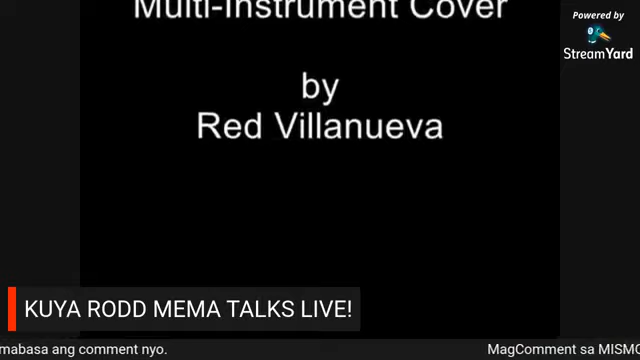 Multi-Instrument Cover
by
Red Villanueva
Powered by
StreamYard
KUYA RODD MEMA TALKS LIVE!
mabasa ang comment nyo.
MagComment sa MISMO